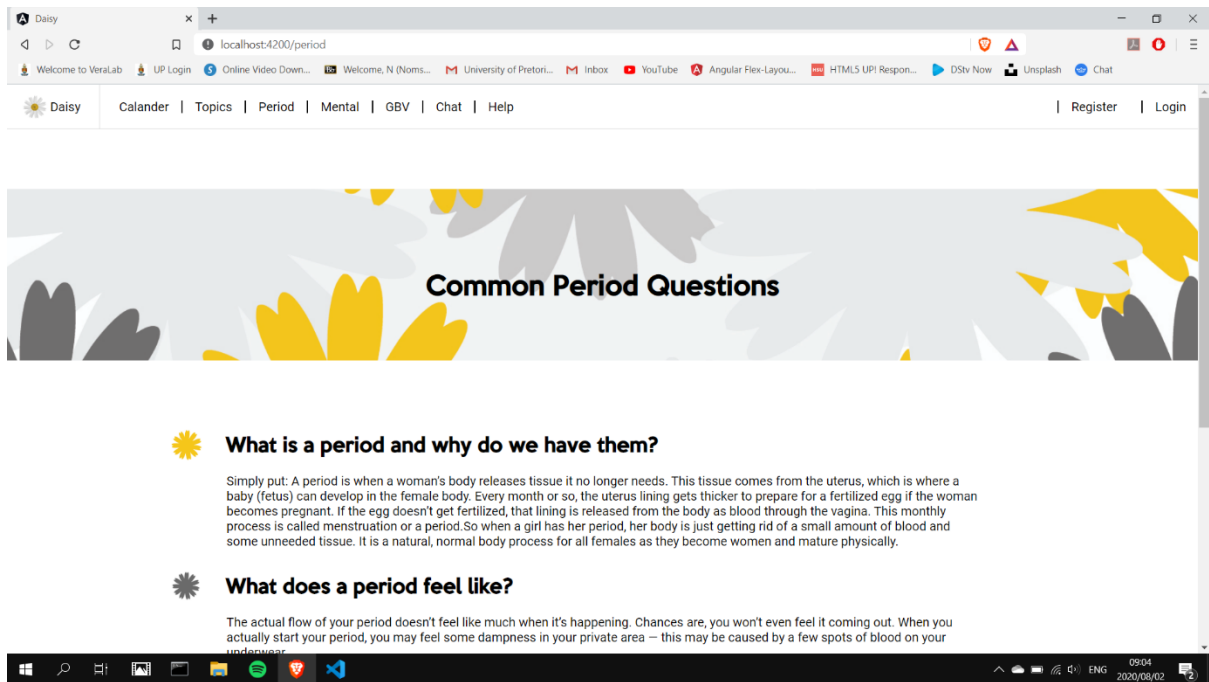 Daisy
localhost:4200/period
Welcome to VeraLab UP Login Online Video Down... Welcome, N (Noms... University of Pretori... Inbox YouTube Angular Flex-Layou... HTML5 UP! Respon... DStv Now Unsplash Chat
Daisy Calander | Topics | Period | Mental | GBV | Chat | Help | Register | Login
Common Period Questions
What is a period and why do we have them?
Simply put: A period is when a woman's body releases tissue it no longer needs. This tissue comes from the uterus, which is where a
baby (fetus) can develop in the female body. Every month or so, the uterus lining gets thicker to prepare for a fertilized egg if the woman
becomes pregnant. If the egg doesn't get fertilized, that lining is released from the body as blood through the vagina. This monthly
process is called menstruation or a period.So when a girl has her period, her body is just getting rid of a small amount of blood and
some unneeded tissue. It is a natural, normal body process for all females as they become women and mature physically.
What does a period feel like?
The actual flow of your period doesn't feel like much when it's happening. Chances are, you won't even feel it coming out. When you
actually start your period, you may feel some dampness in your private area — this may be caused by a few spots of blood on your
underwear.
ENG 09:04
2020/08/02